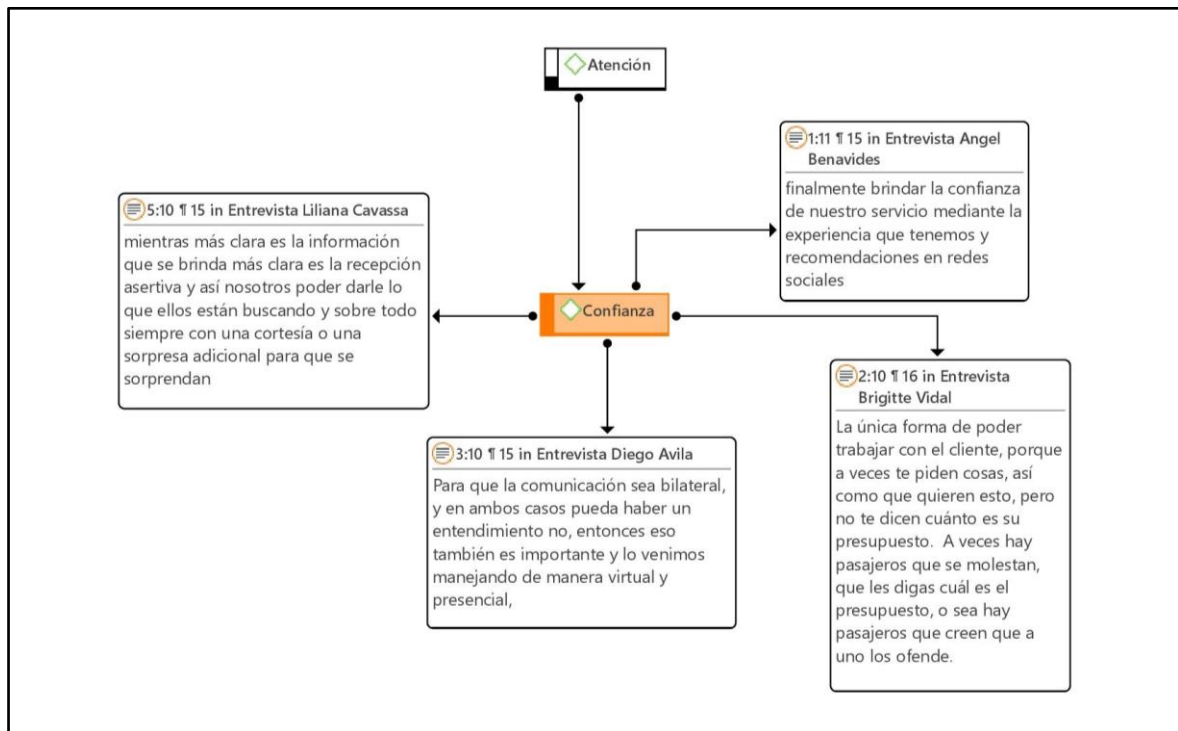 Atención
1:11 ¶ 15 in Entrevista Angel
Benavides
finalmente brindar la confianza
de nuestro servicio mediante la
experiencia que tenemos y
recomendaciones en redes
sociales
5:10 ¶ 15 in Entrevista Liliana Cavassa
mientras más clara es la información
que se brinda más clara es la recepción
asertiva y así nosotros poder darle lo
que ellos están buscando y sobre todo
siempre con una cortesía o una
sorpresa adicional para que se
sorprendan
Confianza
2:10 ¶ 16 in Entrevista
Brigitte Vidal
La única forma de poder
trabajar con el cliente, porque
a veces te piden cosas, así
como que quieren esto, pero
no te dicen cuánto es su
presupuesto.  A veces hay
pasajeros que se molestan,
que les digas cuál es el
presupuesto, o sea hay
pasajeros que creen que a
uno los ofende.
3:10 ¶ 15 in Entrevista Diego Avila
Para que la comunicación sea bilateral,
y en ambos casos pueda haber un
entendimiento no, entonces eso
también es importante y lo venimos
manejando de manera virtual y
presencial,